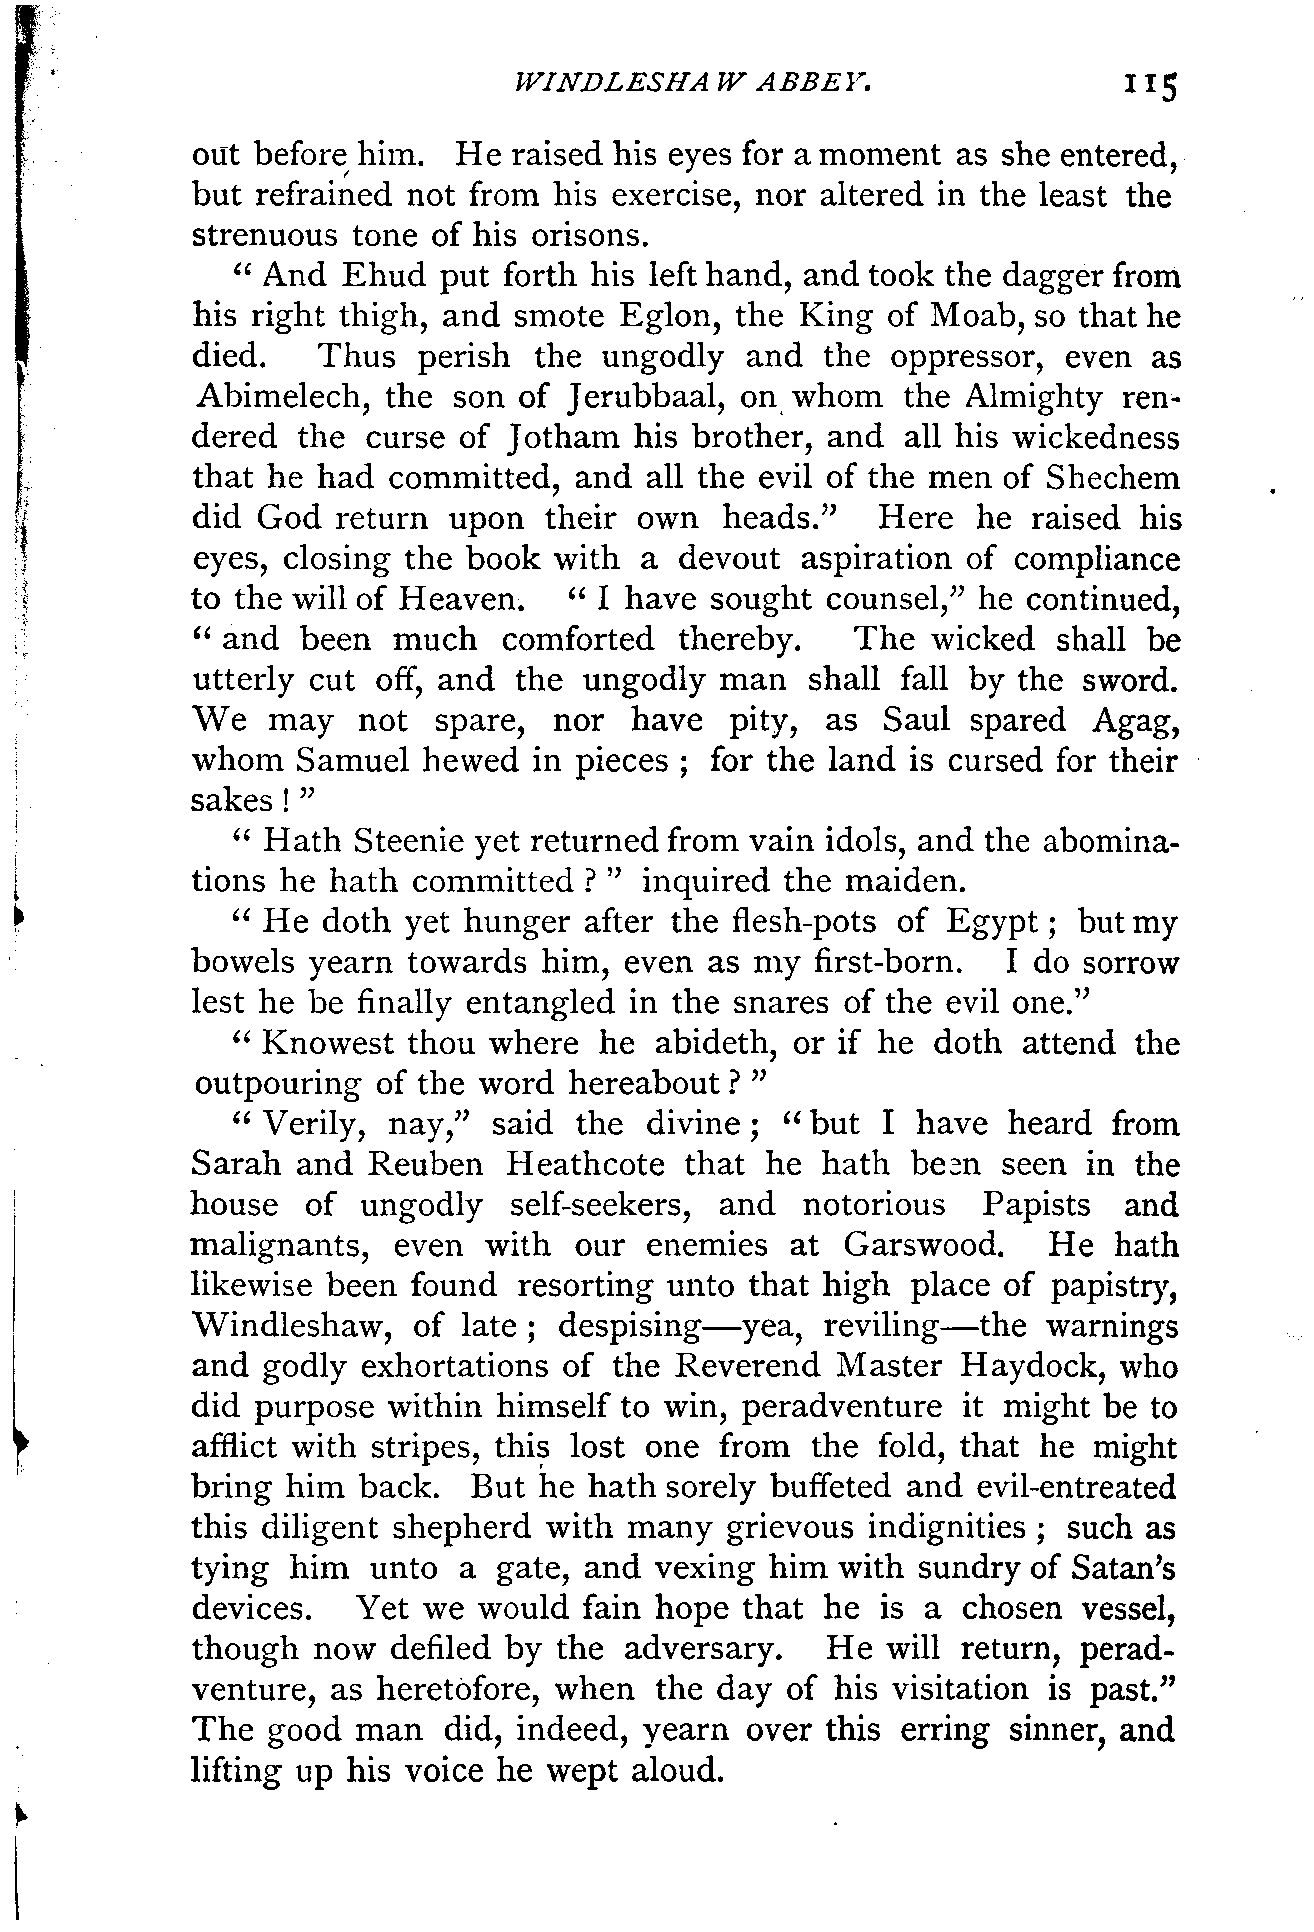 WINDLESHAW ABBEY. 115
out before him. He raised his eyes for a moment as she entered,
but refrained not from his exercise, nor altered in the least the
strenuous tone of his orisons.
“ And Ehud put forth his left hand, and took the dagger from
his right thigh, and smote Eglon, the King of Moab, so that he
died. Thus perish the ungodly and the oppressor, even as
Abimelech, the son of Jerubbaal, on whom the Almighty ren-
dered the curse of Jotham his brother, and all his wickedness
that he had committed, and all the evil of the men of Shechem
did God return upon their own heads.” Here he raised his
eyes, closing the book with a devout aspiration of compliance
to the will of Heaven. “ I have sought counsel,” he continued,
“ and been much comforted thereby. The wicked shall be
utterly cut off, and the ungodly man shall fall by the sword.
We may not spare, nor have pity, as Saul spared Agag,
whom Samuel hewed in pieces ; for the land is cursed for their
sakes ! ”
“ Hath Steenie yet returned from vain idols, and the abomina-
tions he hath committed ? ” inquired the maiden.
“ He doth yet hunger after the flesh-pots of Egypt ; but my
bowels yearn towards him, even as my first-born. I do sorrow
lest he be finally entangled in the snares of the evil one.”
“ Knowest thou where he abideth, or if he doth attend the
outpouring of the word hereabout ? ”
“ Verily, nay,” said the divine ; “ but I have heard from
Sarah and Reuben Heathcote that he hath been seen in the
house of ungodly self-seekers, and notorious Papists and
malignants, even with our enemies at Garswood. He hath
likewise been found resorting unto that high place of papistry,
Windleshaw, of late ; despising—yea, reviling—the warnings
and godly exhortations of the Reverend Master Haydock, who
did purpose within himself to win, peradventure it might be to
afflict with stripes, this lost one from the fold, that he might
bring him back. But he hath sorely buffeted and evil-entreated
this diligent shepherd with many grievous indignities ; such as
tying him unto a gate, and vexing him with sundry of Satan’s
devices. Yet we would fain hope that he is a chosen vessel,
though now defiled by the adversary. He will return, perad-
venture, as heretofore, when the day of his visitation is past.”
The good man did, indeed, yearn over this erring sinner, and
lifting up his voice he wept aloud.